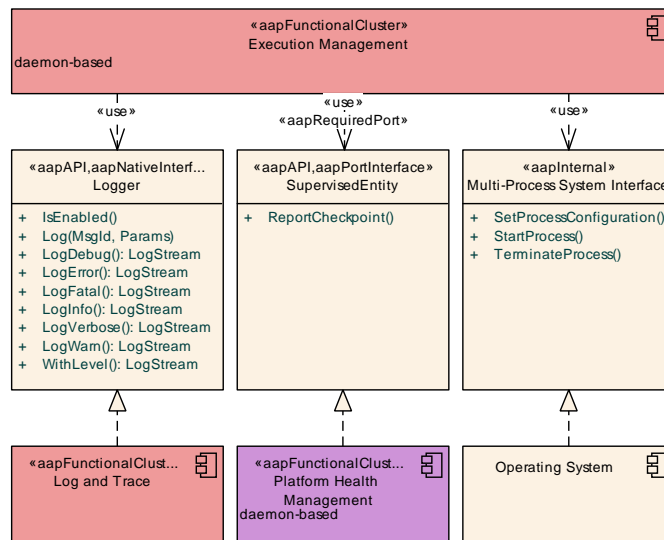 «aapFunctionalCluster»
Execution Management
daemon-based
«use»
«use»
«aapRequiredPort»
«use»
«aapAPI,aapNativeInterf...
Logger
+ IsEnabled()
+ Log(MsgId, Params)
+ LogDebug(): LogStream
+ LogError(): LogStream
+ LogFatal(): LogStream
+ LogInfo(): LogStream
+ LogVerbose(): LogStream
+ LogWarn(): LogStream
+ WithLevel(): LogStream
«aapAPI,aapPortInterface»
SupervisedEntity
+ ReportCheckpoint()
«aapInternal»
Multi-Process System Interface
+ SetProcessConfiguration()
+ StartProcess()
+ TerminateProcess()
«aapFunctionalClust...
Log and Trace
«aapFunctionalClust...
Platform Health
Management
daemon-based
Operating System